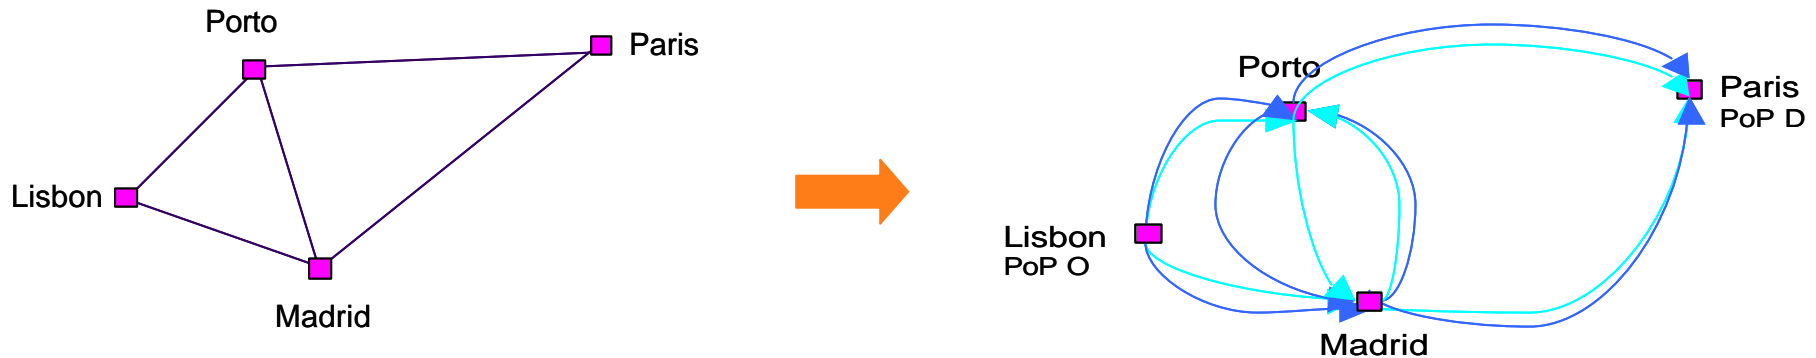 Porto
Paris
Lisbon
Madrid
Porto
Paris
PoP D
Lisbon
PoP O
Madrid